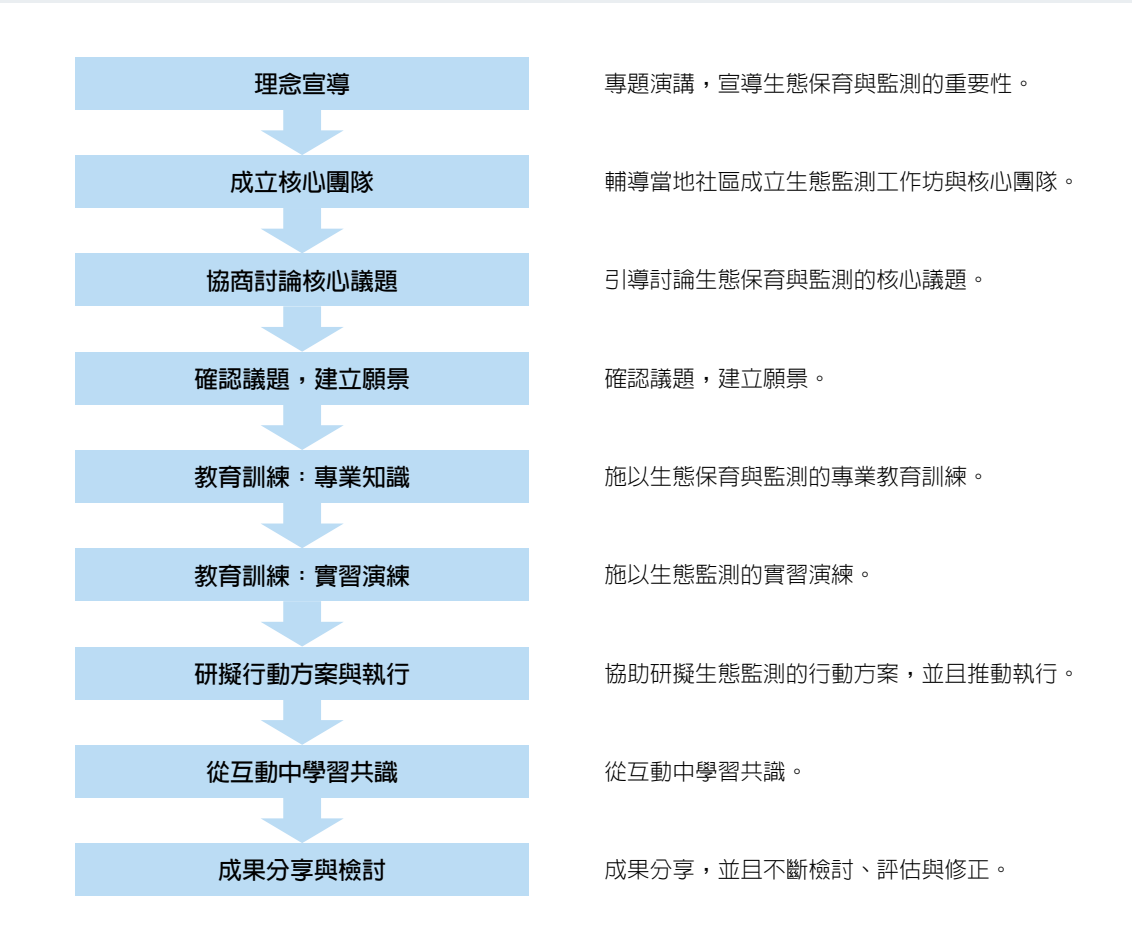 理念宣導
專題演講，宣導生態保育與監測的重要性。
成立核心團隊
輔導當地社區成立生態監測工作坊與核心團隊。
協商討論核心議題
引導討論生態保育與監測的核心議題。
確認議題，建立願景
確認議題，建立願景。
教育訓練：專業知識
施以生態保育與監測的專業教育訓練。
教育訓練：實習演練
施以生態監測的實習演練。
研擬行動方案與執行
協助研擬生態監測的行動方案，並且推動執行。
從互動中學習共識
從互動中學習共識。
成果分享與檢討
成果分享，並且不斷檢討、評估與修正。